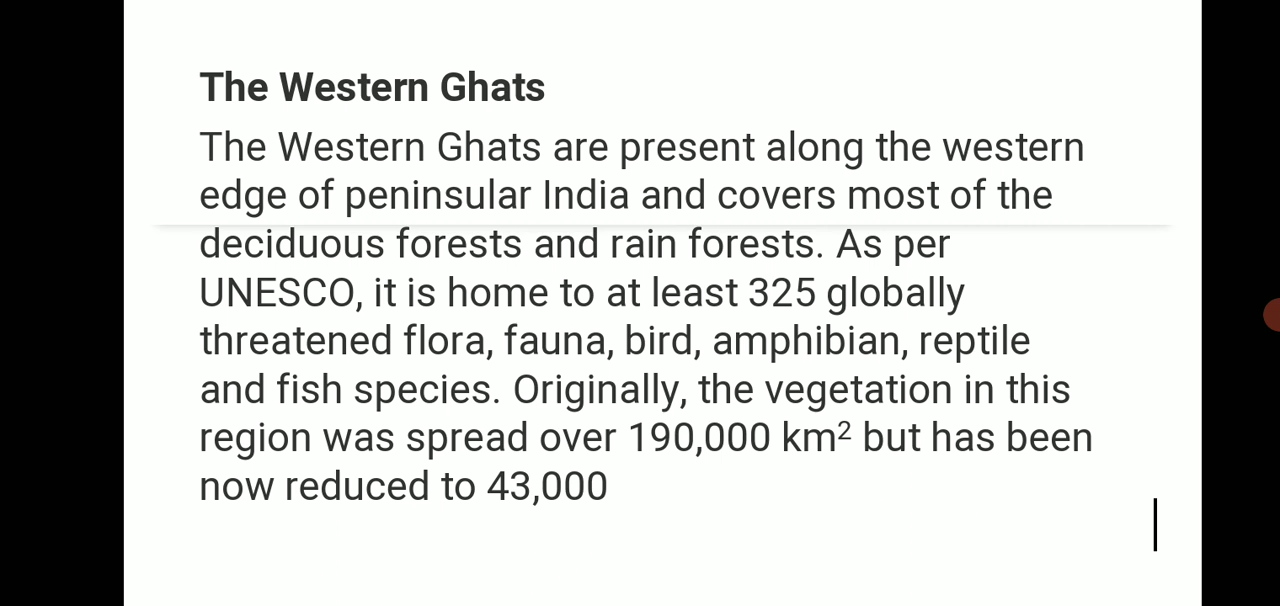 The Western Ghats
The Western Ghats are present along the western
edge of peninsular India and covers most of the
deciduous forests and rain forests. As per
UNESCO, it is home to at least 325 globally
threatened flora, fauna, bird, amphibian, reptile
and fish species. Originally, the vegetation in this
region was spread over 190,000 km² but has been
now reduced to 43,000